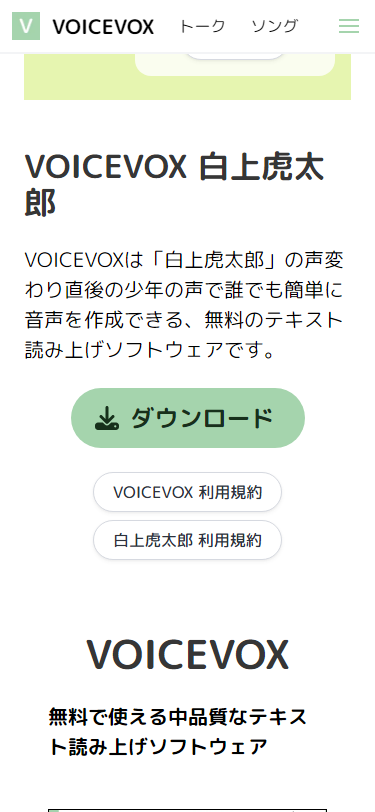 V VOICEVOX トーク ソング
VOICEVOX 白上虎太
郎
VOICEVOXは「白上虎太郎」の声変
わり直後の少年の声で誰でも簡単に
音声を作成できる、無料のテキスト
読み上げソフトウェアです。
ダウンロード
VOICEVOX 利用規約
白上虎太郎 利用規約
VOICEVOX
無料で使える中品質なテキス
ト読み上げソフトウェア